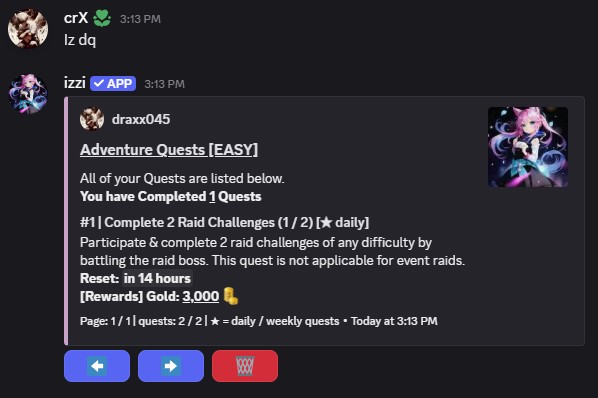 crX 3:13 PM
Iz dq
izzi ✓ APP 3:13 PM
draxx045
Adventure Quests [EASY]
All of your Quests are listed below.
You have Completed 1 Quests
#1 | Complete 2 Raid Challenges (1 / 2) [★ daily]
Participate & complete 2 raid challenges of any difficulty by
battling the raid boss. This quest is not applicable for event raids.
Reset: in 14 hours
[Rewards] Gold: 3,000
Page: 1 / 1 | quests: 2 / 2 | ★ = daily / weekly quests • Today at 3:13 PM